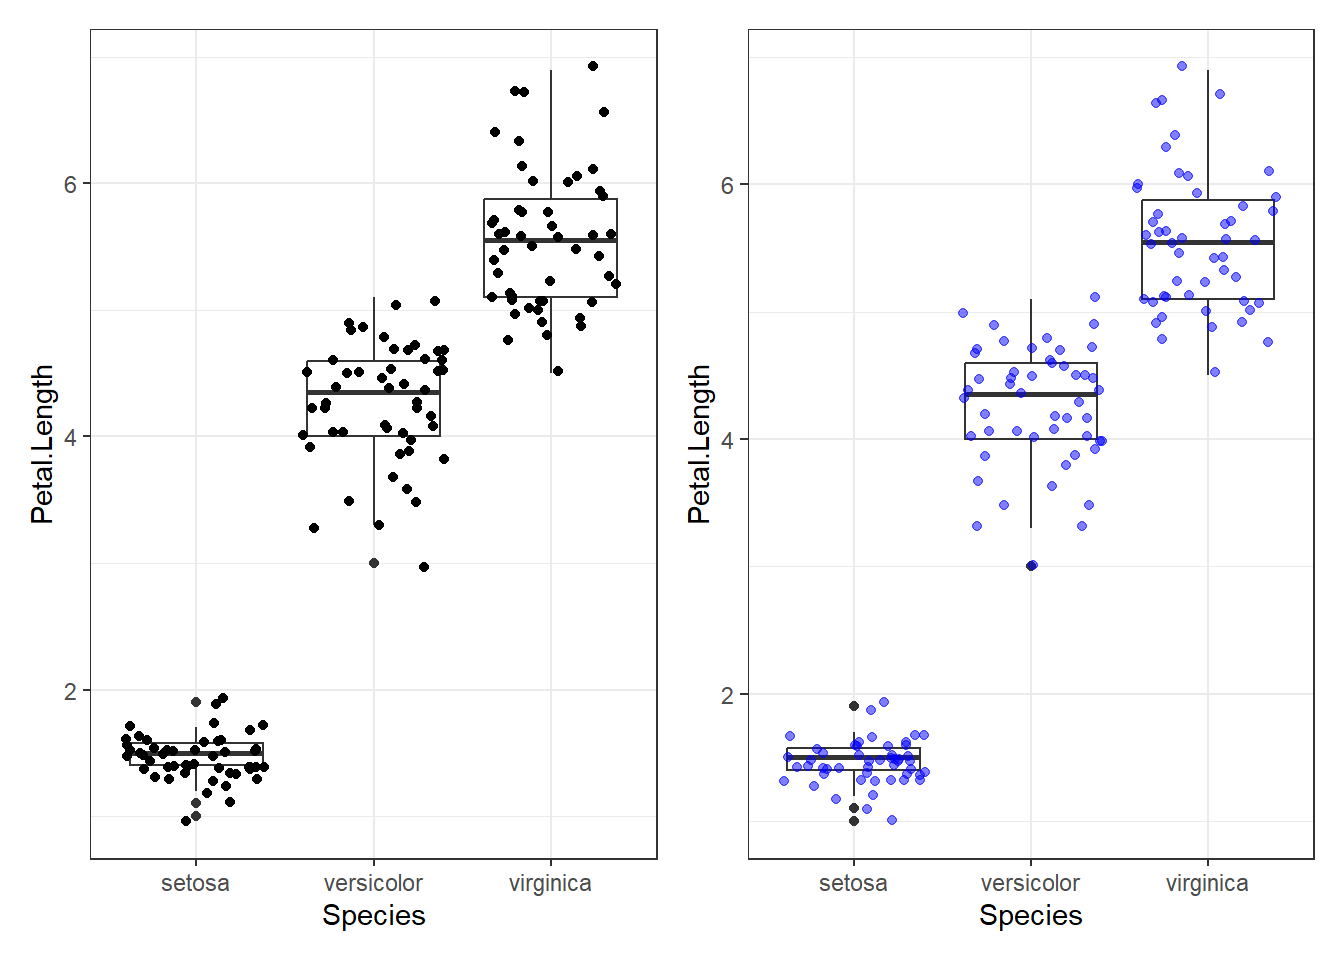 Petal.Length
6
4
2
setosa versicolor virginica
Species
Petal.Length
6
4
2
setosa versicolor virginica
Species